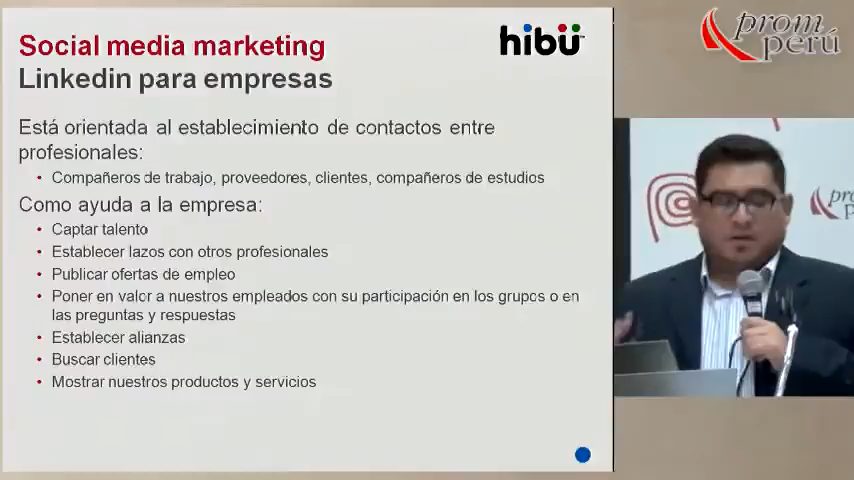 Social media marketing
hibü
Linkedin para empresas
prom
perú
Está orientada al establecimiento de contactos entre
profesionales:
• Compañeros de trabajo, proveedores, clientes, compañeros de estudios
Como ayuda a la empresa:
• Captar talento
• Establecer lazos con otros profesionales
• Publicar ofertas de empleo
• Poner en valor a nuestros empleados con su participación en los grupos o en
las preguntas y respuestas
• Establecer alianzas
• Buscar clientes
• Mostrar nuestros productos y servicios